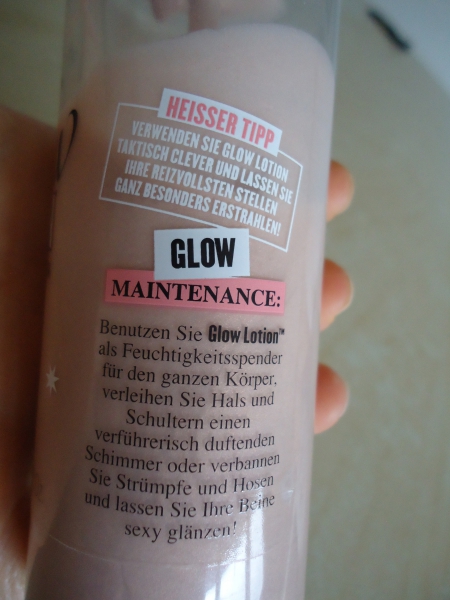 HEISSER TIPP
VERWENDEN SIE GLOW LOTION
TAKTISCH CLEVER UND LASSEN SIE
IHRE REIZVOLLSTEN STELLEN
GANZ BESONDERS ERSTRAHLEN!
GLOW
MAINTENANCE:
Benutzen Sie Glow Lotion™
als Feuchtigkeitsspender
für den ganzen Körper,
verleihen Sie Hals und
Schultern einen
verführerisch duftenden
Schimmer oder verbannen
Sie Strümpfe und Hosen
und lassen Sie Ihre Beine
sexy glänzen!